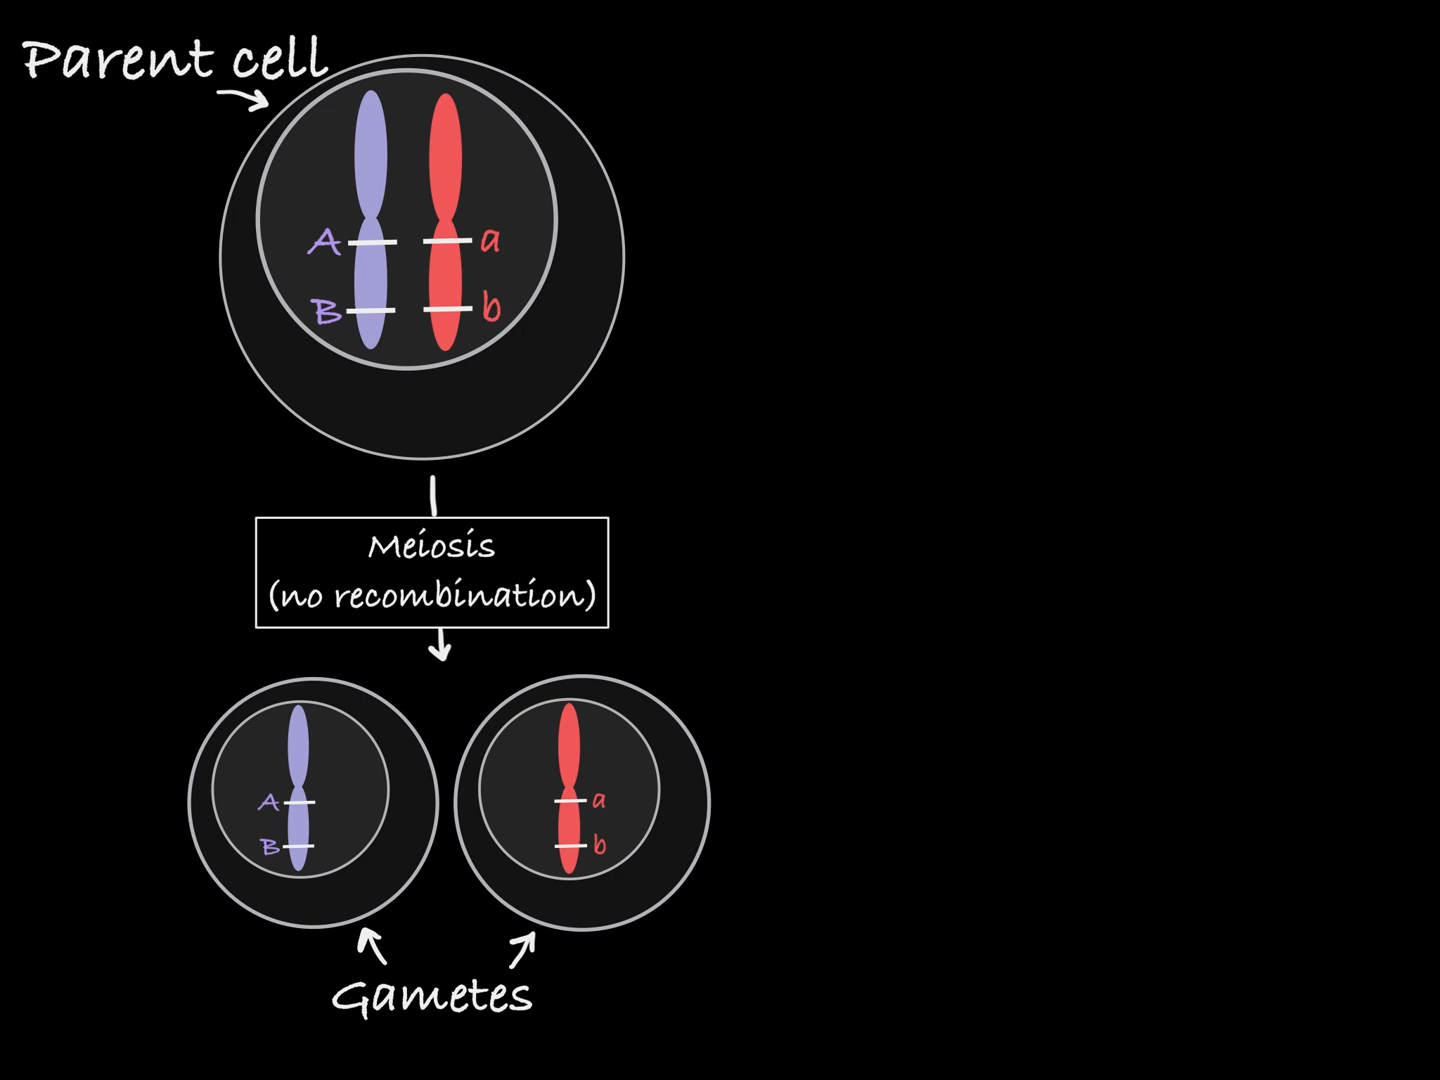 Parent cell
A a
B b
Meiosis
(no recombination)
A a
B b
Gametes